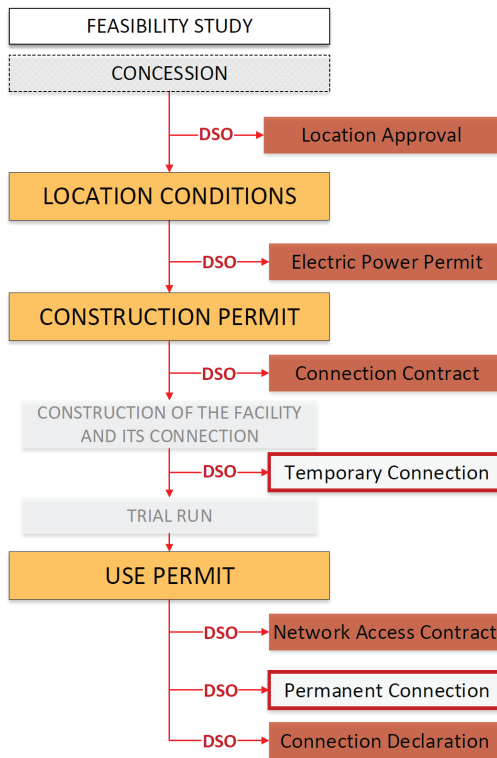 FEASIBILITY STUDY
CONCESSION
DSO
Location Approval
LOCATION CONDITIONS
DSO
Electric Power Permit
CONSTRUCTION PERMIT
DSO
Connection Contract
CONSTRUCTION OF THE FACILITY
AND ITS CONNECTION
DSO
Temporary Connection
TRIAL RUN
USE PERMIT
DSO
Network Access Contract
DSO
Permanent Connection
DSO
Connection Declaration